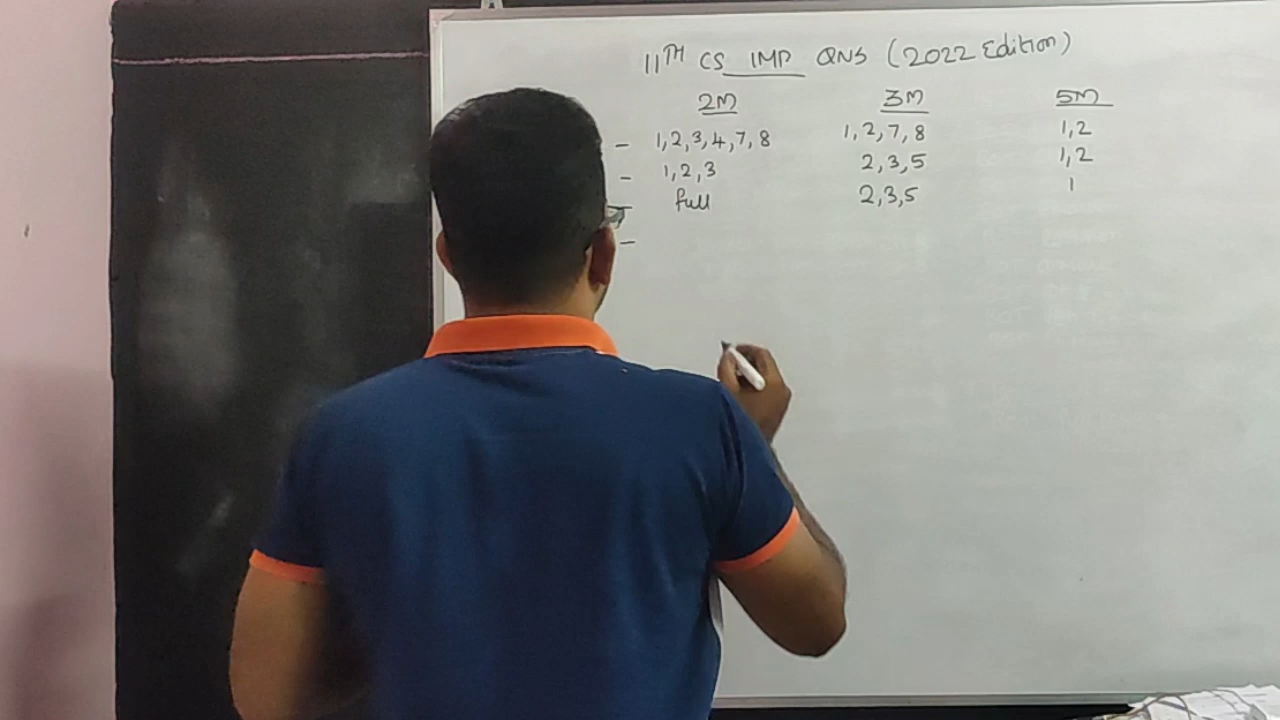 11TH CS IMP QNS (2022 Edition)
2M 3M 5M
- 1,2,3,4,7,8 1,2,7,8 1,2
- 1,2,3 2,3,5 1,2
- full 2,3,5 1
-